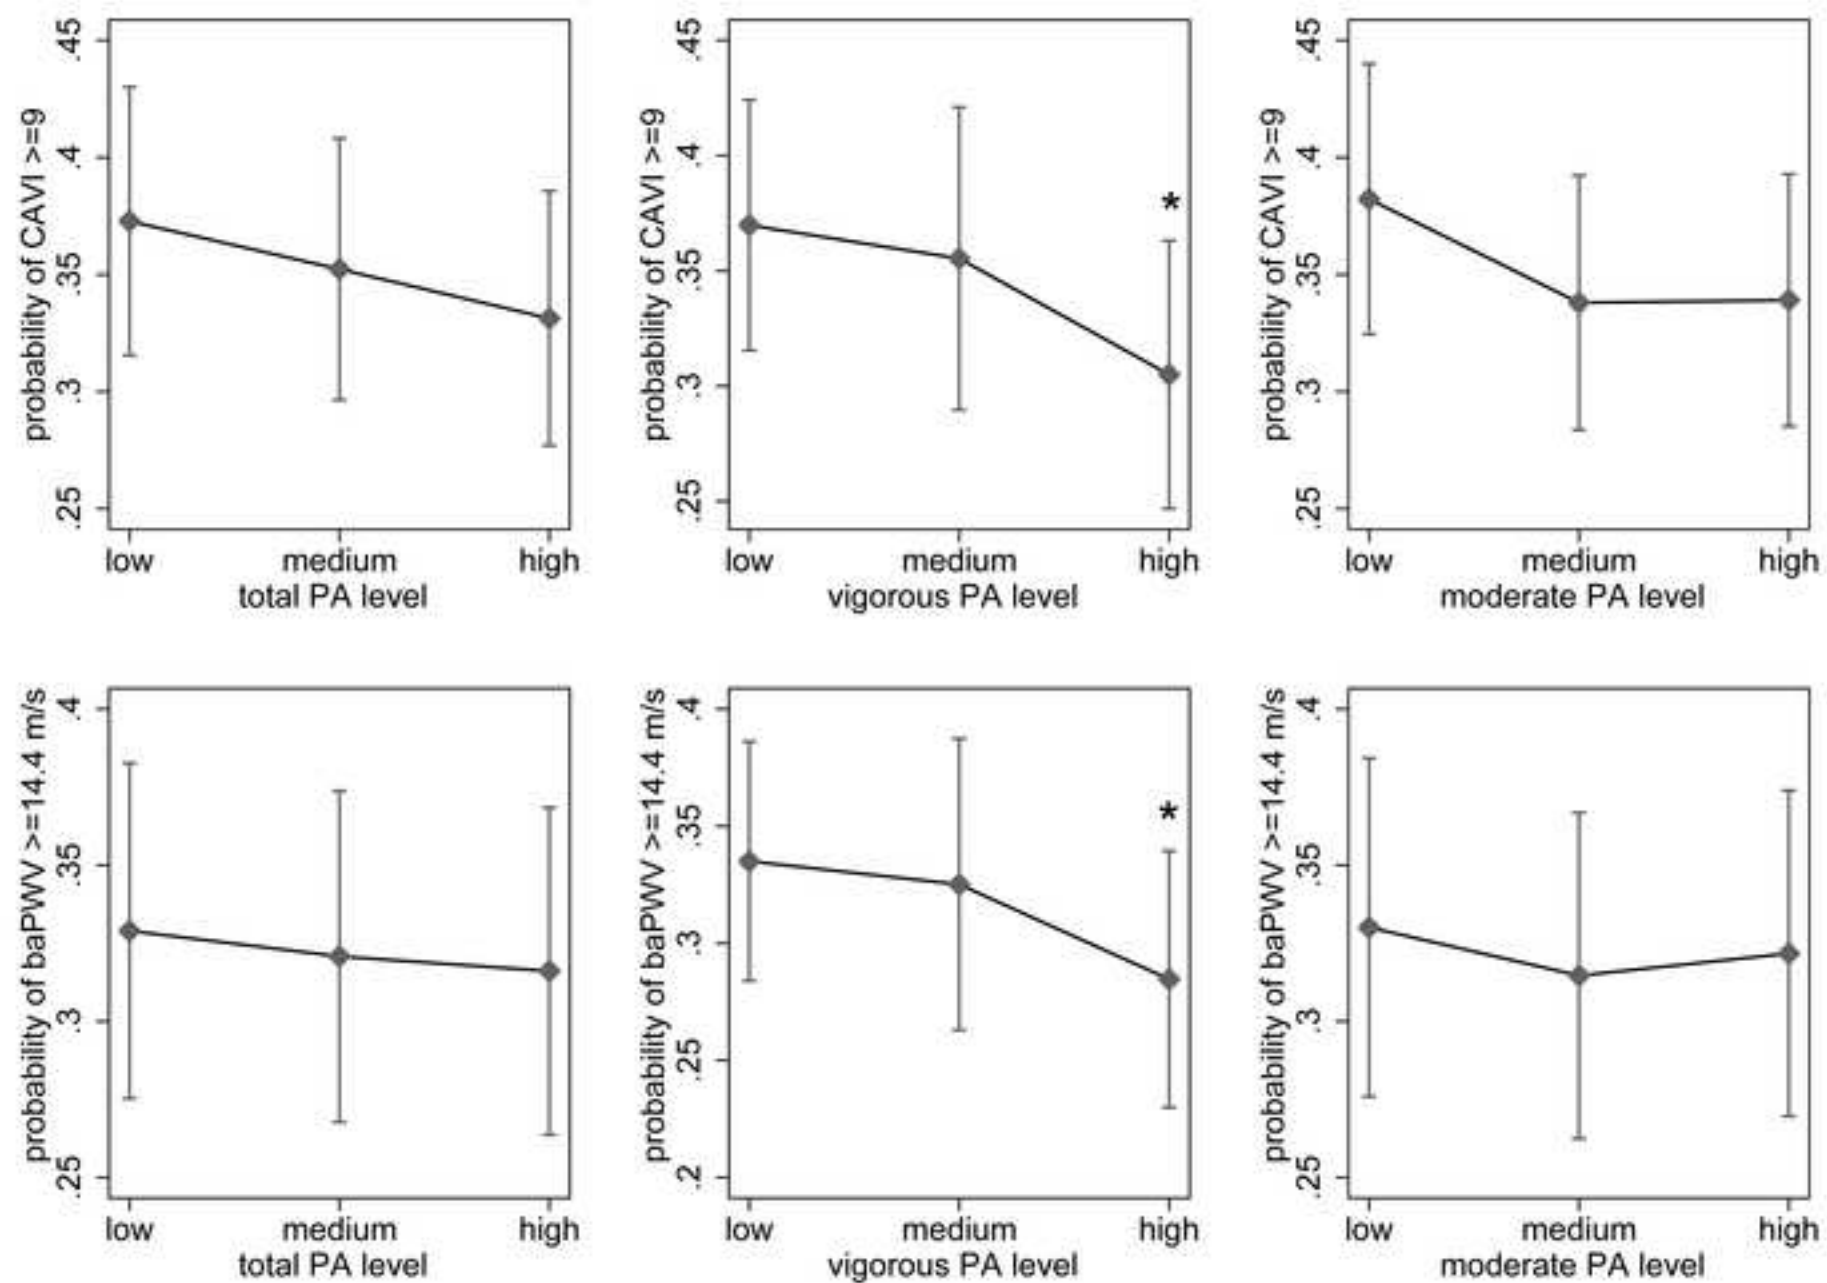 probability of CAVI >=9
.45
.4
.35
.3
.25
low medium high
total PA level
probability of CAVI >=9
.45
.4
.35
.3
.25
*
low medium high
vigorous PA level
probability of CAVI >=9
.45
.4
.35
.3
.25
low medium high
moderate PA level
probability of baPWV >=14.4 m/s
.4
.35
.3
.25
low medium high
total PA level
probability of baPWV >=14.4 m/s
.4
.35
.3
.25
.2
*
low medium high
vigorous PA level
probability of baPWV >=14.4 m/s
.4
.35
.3
.25
low medium high
moderate PA level